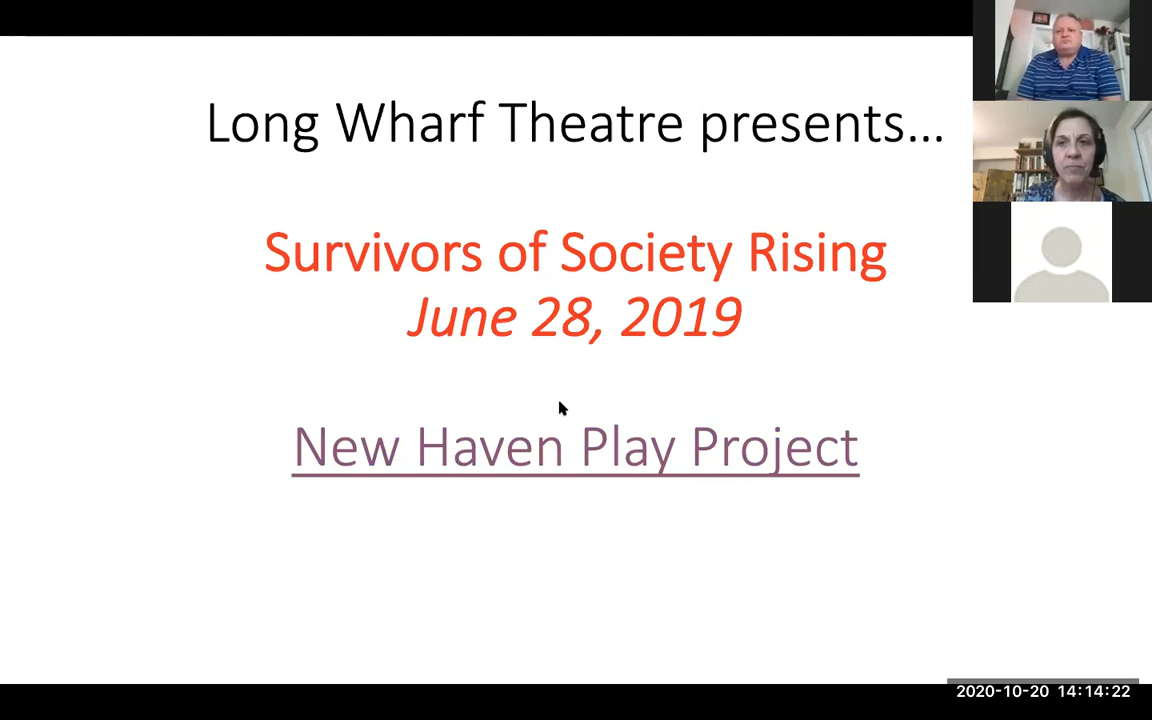 Long Wharf Theatre presents...
Survivors of Society Rising
June 28, 2019
New Haven Play Project
2020-10-20 14:14:22